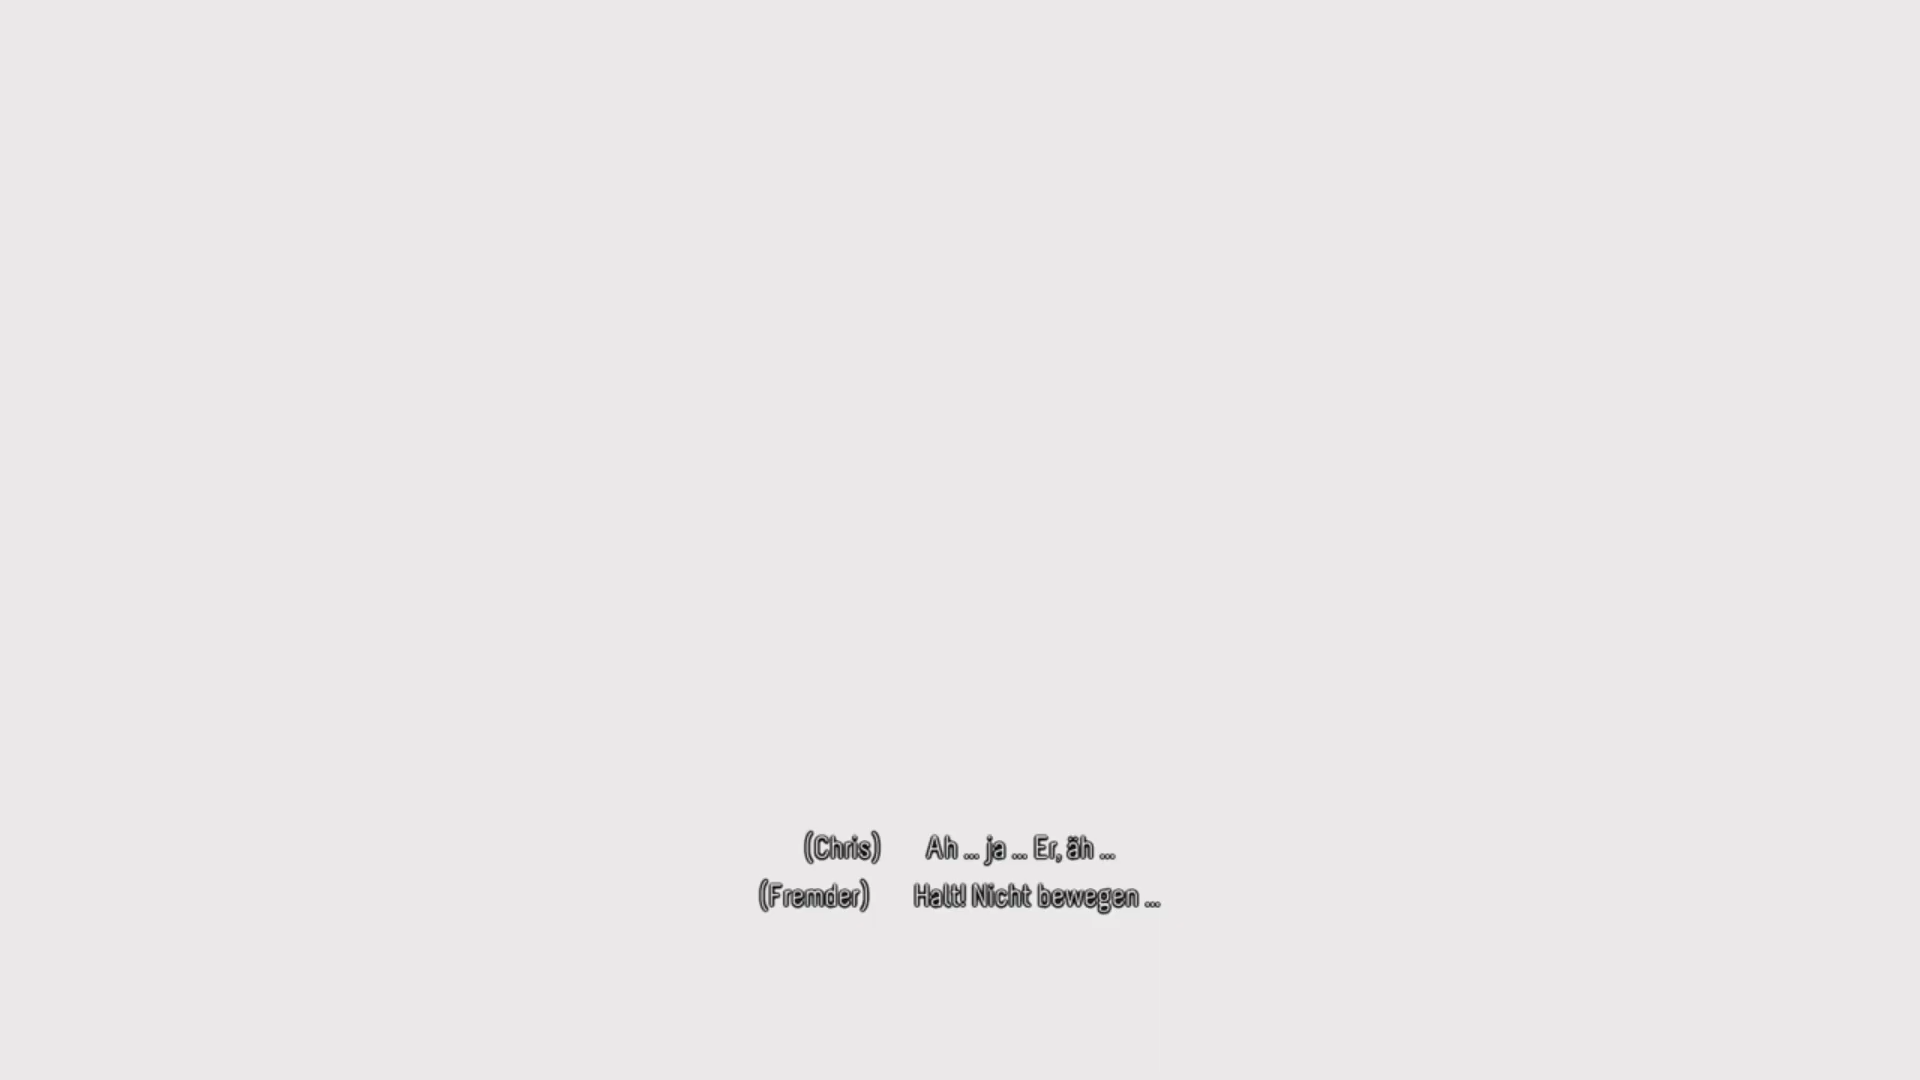 (Chris) Ah ... ja ... Er, äh ...
(Fremder) Halt! Nicht bewegen ...